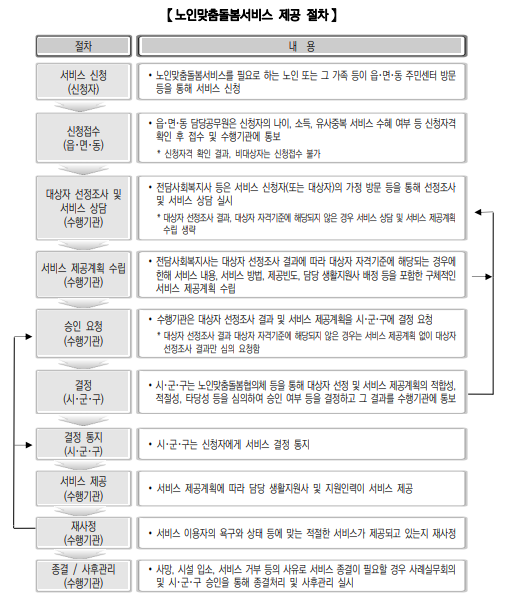 【 노인맞춤돌봄서비스 제공 절차 】
절차
내 용
서비스 신청
(신청자)
• 노인맞춤돌봄서비스를 필요로 하는 노인 또는 그 가족 등이 읍·면·동 주민센터 방문
등을 통해 서비스 신청
신청접수
(읍·면·동)
• 읍·면·동 담당공무원은 신청자의 나이, 소득, 유사중복 서비스 수혜 여부 등 신청자격
확인 후 접수 및 수행기관에 통보
* 신청자격 확인 결과, 비대상자는 신청접수 불가
대상자 선정조사 및
서비스 상담
(수행기관)
• 전담사회복지사 등은 서비스 신청자(또는 대상자)의 가정 방문 등을 통해 선정조사
및 서비스 상담 실시
* 대상자 선정조사 결과, 대상자 자격기준에 해당되지 않은 경우 서비스 상담 및 서비스 제공계획
수립 생략
서비스 제공계획 수립
(수행기관)
• 전담사회복지사는 대상자 선정조사 결과에 따라 대상자 자격기준에 해당되는 경우에
한해 서비스 내용, 서비스 방법, 제공빈도, 담당 생활지원사 배정 등을 포함한 구체적인
서비스 제공계획 수립
승인 요청
(수행기관)
• 수행기관은 대상자 선정조사 결과 및 서비스 제공계획을 시·군·구에 결정 요청
* 대상자 선정조사 결과 대상자 자격기준에 해당되지 않은 경우는 서비스 제공계획 없이 대상자
선정조사 결과만 심의 요청함
결정
(시·군·구)
• 시·군·구는 노인맞춤돌봄협의체 등을 통해 대상자 선정 및 서비스 제공계획의 적합성,
적절성, 타당성 등을 심의하여 승인 여부 등을 결정하고 그 결과를 수행기관에 통보
결정 통지
(시·군·구)
• 시·군·구는 신청자에게 서비스 결정 통지
서비스 제공
(수행기관)
• 서비스 제공계획에 따라 담당 생활지원사 및 지원인력이 서비스 제공
재사정
(수행기관)
• 서비스 이용자의 욕구와 상태 등에 맞는 적절한 서비스가 제공되고 있는지 재사정
종결 / 사후관리
(수행기관)
• 사망, 시설 입소, 서비스 거부 등의 사유로 서비스 종결이 필요할 경우 사례실무회의
및 시·군·구 승인을 통해 종결처리 및 사후관리 실시